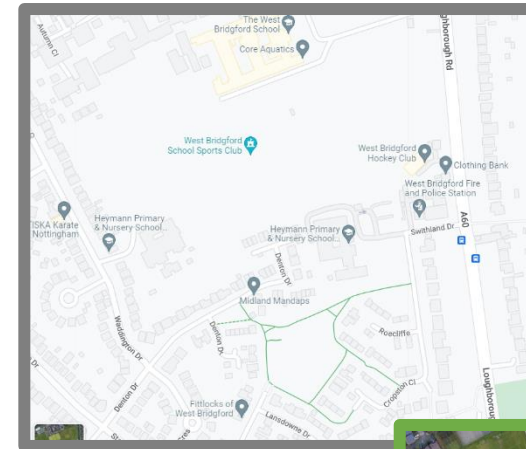 The West
Bridgford School
Core Aquatics
Autumn Cl
ghborough Rd
West Bridgford
School Sports Club
West Bridgford
Hockey Club
Clothing Bank
West Bridgford Fire
and Police Station
ISKA Karate
Nottingham
Heymann Primary
& Nursery School...
Heymann Primary
& Nursery School...
A60
Swahland Dr
Denton Dr
Midland Mandaps
Waddington Dr
Denton Dr
Roecliffe
Cropston Cl
Denton Dr
Fittlocks of
West Bridgford
Lansdowne Dr
Loughboroug